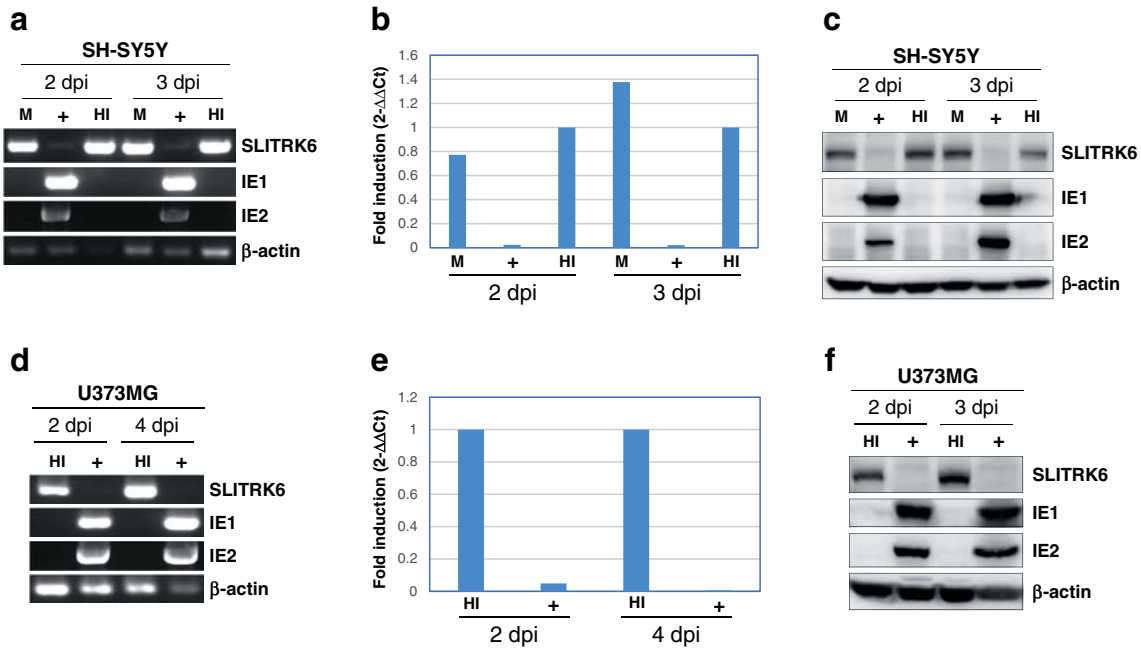 a
SH-SY5Y
2 dpi 3 dpi
M + HI M + HI
SLITRK6
IE1
IE2
β-actin
b
Fold induction (2-ΔΔCt)
1.6
1.4
1.2
1
0.8
0.6
0.4
0.2
0
M + HI M + HI
2 dpi 3 dpi
c
SH-SY5Y
2 dpi 3 dpi
M + HI M + HI
SLITRK6
IE1
IE2
β-actin
d
U373MG
2 dpi 4 dpi
HI + HI +
SLITRK6
IE1
IE2
β-actin
e
Fold induction (2-ΔΔCt)
1.2
1
0.8
0.6
0.4
0.2
0
HI + HI +
2 dpi 4 dpi
f
U373MG
2 dpi 3 dpi
HI + HI +
SLITRK6
IE1
IE2
β-actin